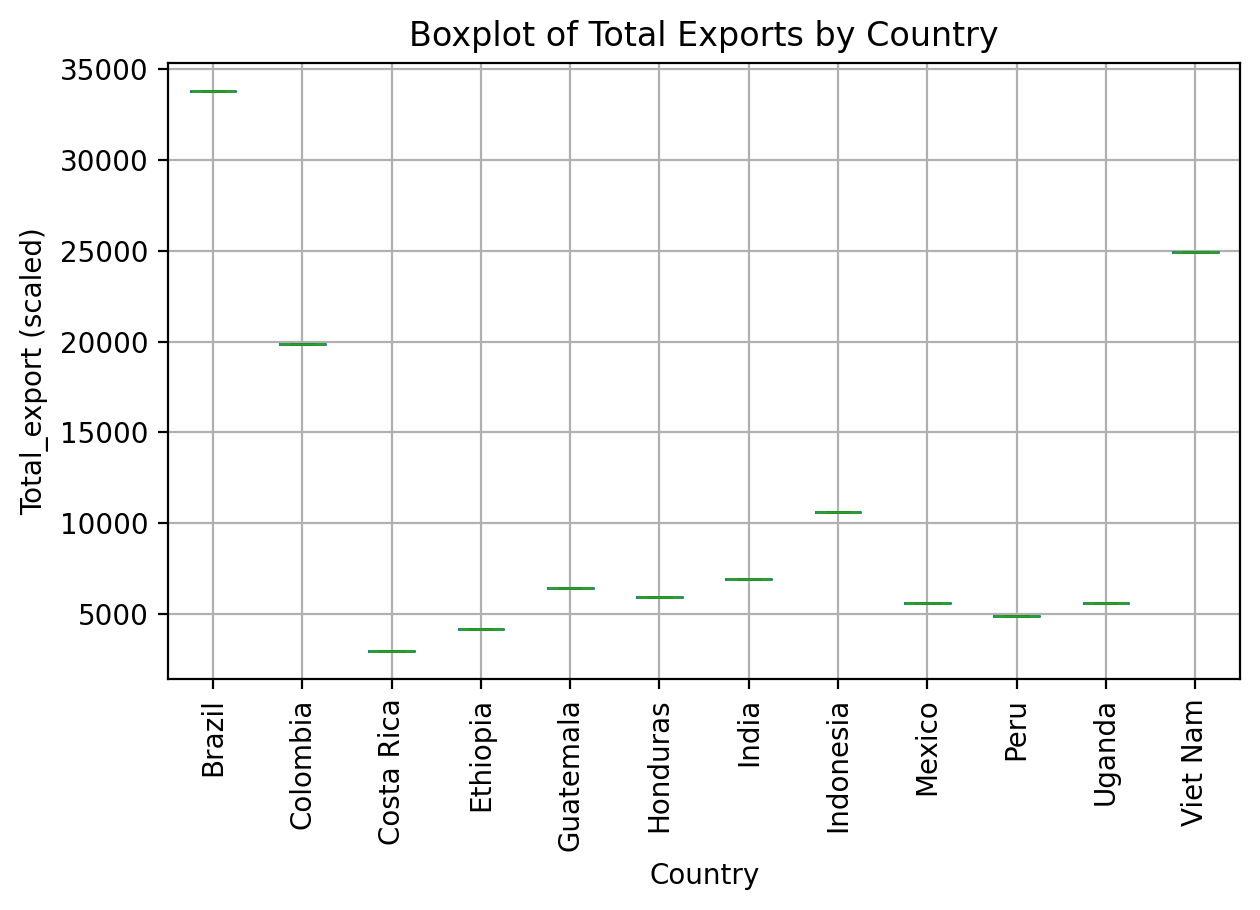 Boxplot of Total Exports by Country
Total_export (scaled)
35000
30000
25000
20000
15000
10000
5000
Brazil
Colombia
Costa Rica
Ethiopia
Guatemala
Honduras
India
Indonesia
Mexico
Peru
Uganda
Viet Nam
Country